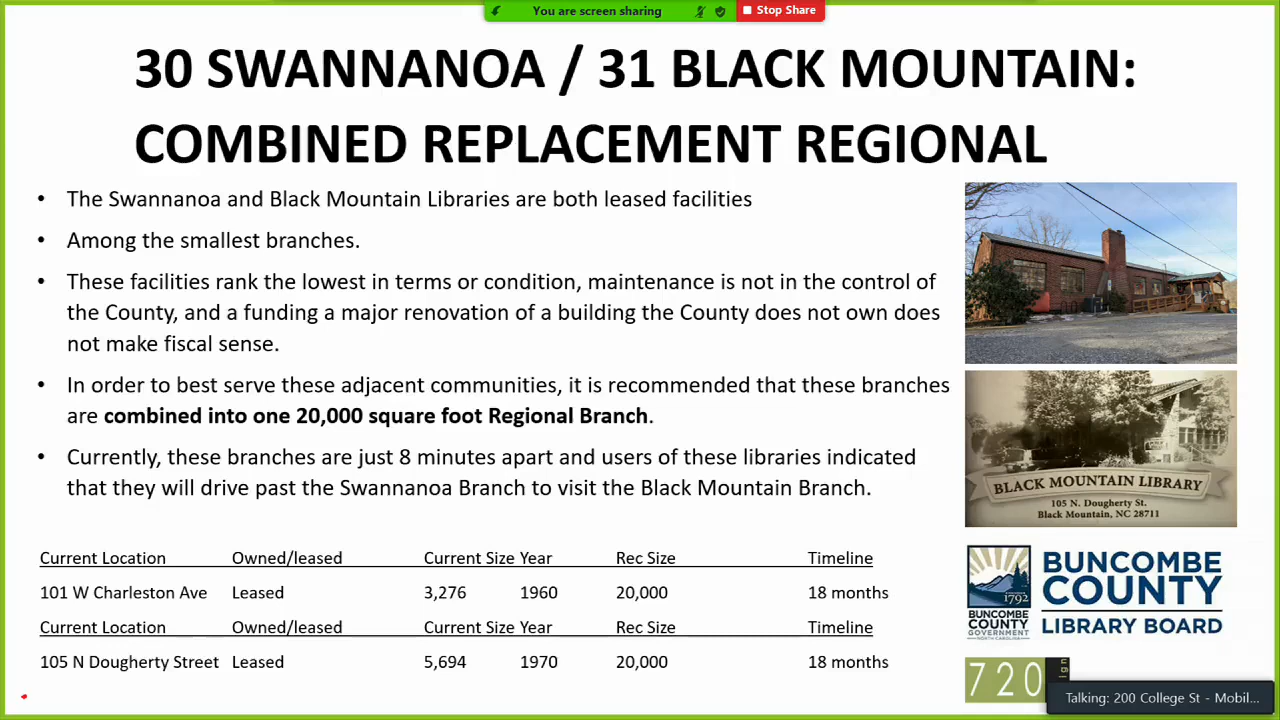 You are screen sharing
Stop Share
30 SWANNANOA / 31 BLACK MOUNTAIN:
COMBINED REPLACEMENT REGIONAL
• The Swannanoa and Black Mountain Libraries are both leased facilities
• Among the smallest branches.
• These facilities rank the lowest in terms or condition, maintenance is not in the control of
the County, and a funding a major renovation of a building the County does not own does
not make fiscal sense.
• In order to best serve these adjacent communities, it is recommended that these branches
are combined into one 20,000 square foot Regional Branch.
• Currently, these branches are just 8 minutes apart and users of these libraries indicated
that they will drive past the Swannanoa Branch to visit the Black Mountain Branch.
Current Location Owned/leased Current Size Year Rec Size Timeline
101 W Charleston Ave Leased 3,276 1960 20,000 18 months
Current Location Owned/leased Current Size Year Rec Size Timeline
105 N Dougherty Street Leased 5,694 1970 20,000 18 months
BLACK MOUNTAIN LIBRARY
105 N. Dougherty St.
Black Mountain, NC 28711
1792
BUNCOMBE
COUNTY
GOVERNMENT
NORTH CAROLINA
BUNCOMBE
COUNTY
LIBRARY BOARD
720
ign
Talking: 200 College St - Mobil...